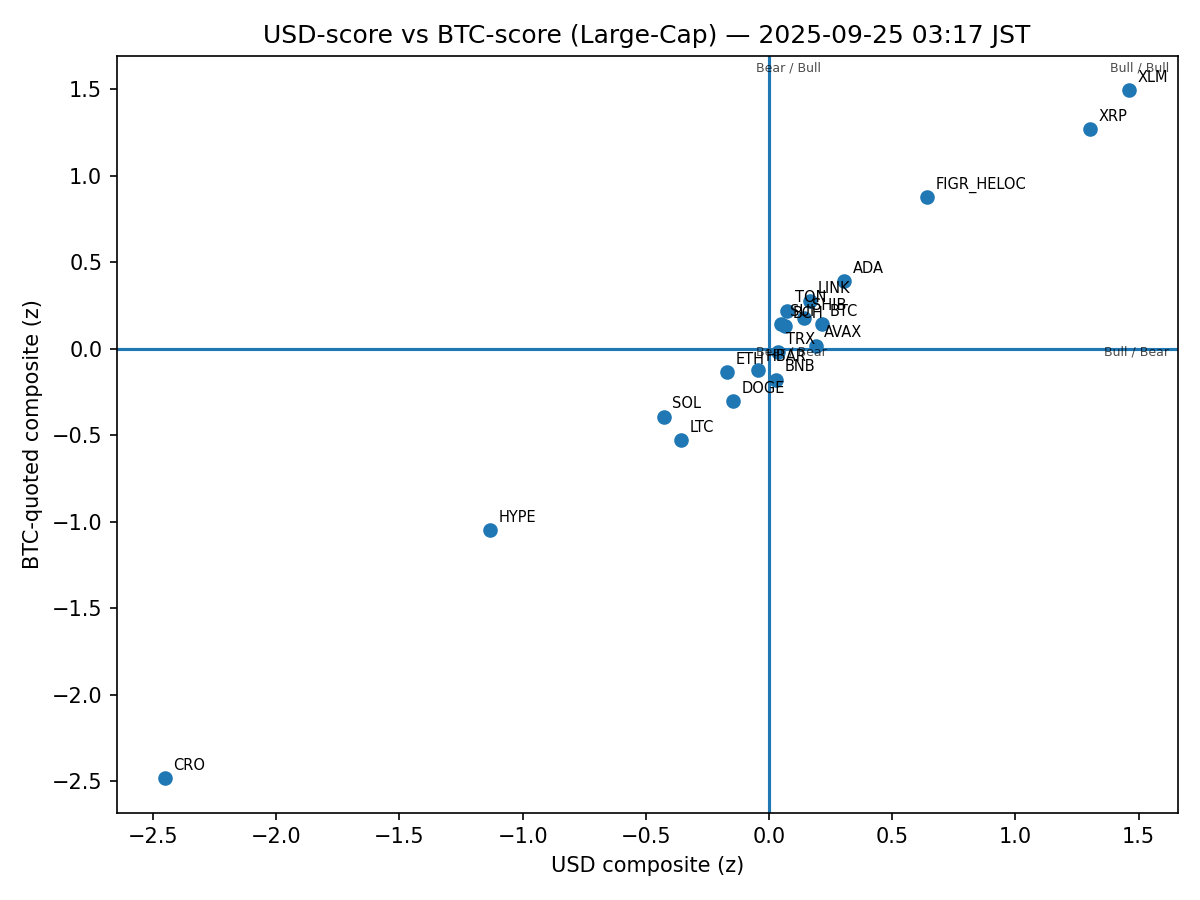 USD-score vs BTC-score (Large-Cap) — 2025-09-25 03:17 JST
Bear / Bull
Bull / Bull
XLM
XRP
FIGR_HELOC
ADA
LINK
TON
SHIB
BCH
BTC
AVAX
TRX
Bear / Bear
Bull / Bear
ETH
HBAR
BNB
DOGE
SOL
LTC
HYPE
CRO
1.5
1.0
0.5
0.0
−0.5
−1.0
−1.5
−2.0
−2.5
BTC-quoted composite (z)
−2.5
−2.0
−1.5
−1.0
−0.5
0.0
0.5
1.0
1.5
USD composite (z)